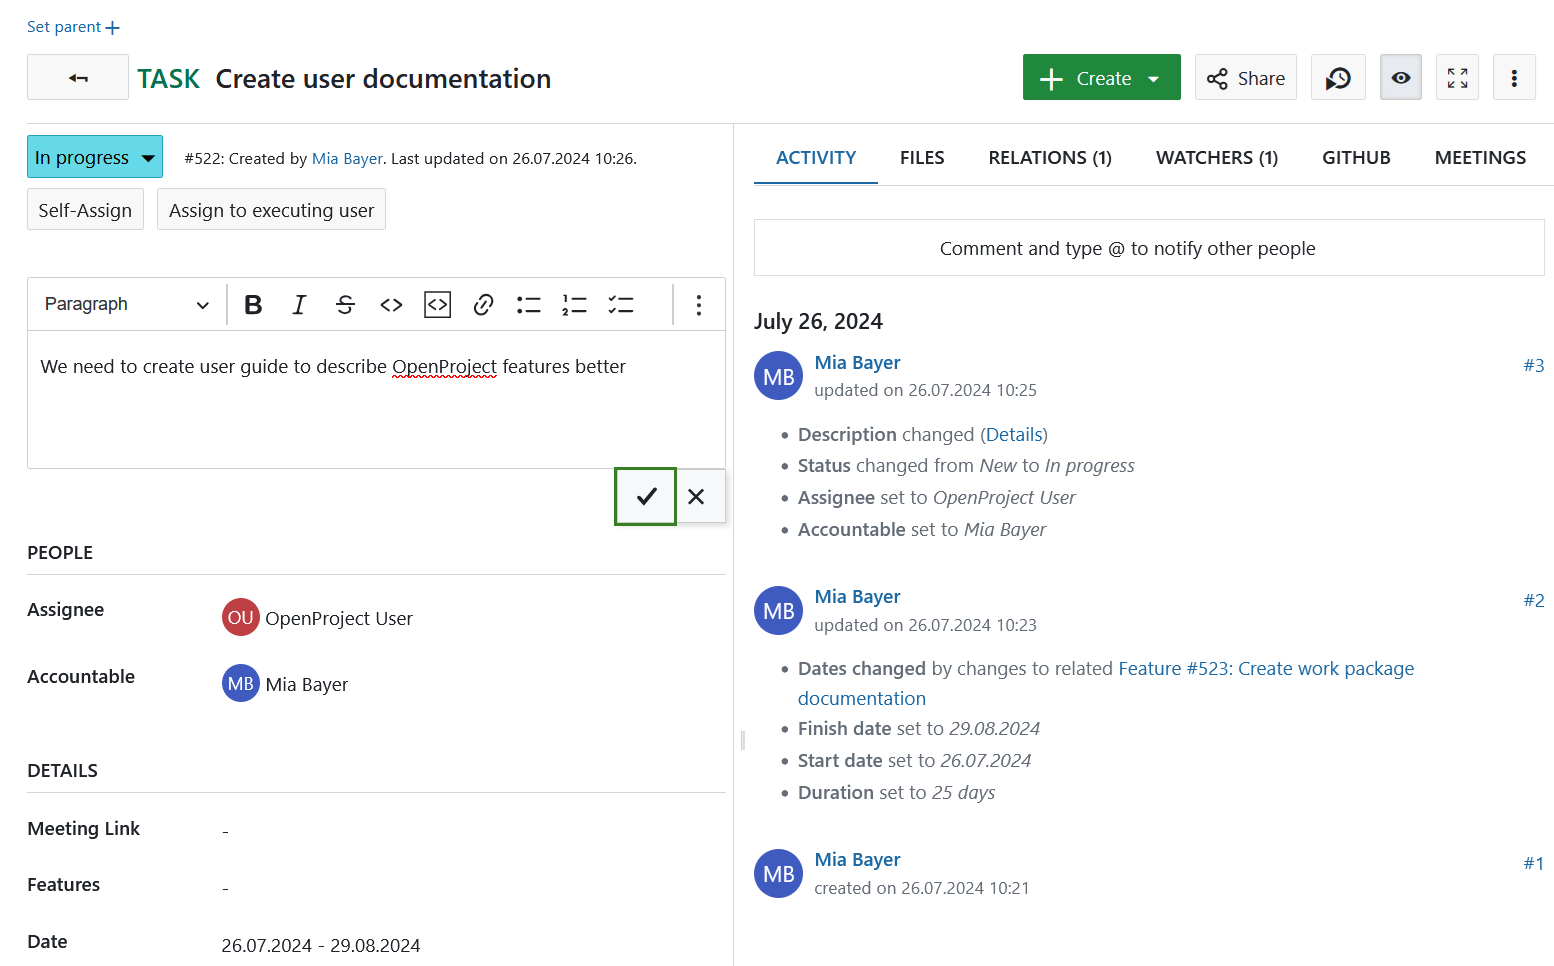 Set parent
TASK Create user documentation
Create
Share
In progress
#522: Created by Mia Bayer. Last updated on 26.07.2024 10:26.
Self-Assign
Assign to executing user
Paragraph
We need to create user guide to describe OpenProject features better
PEOPLE
Assignee
OU OpenProject User
Accountable
MB Mia Bayer
DETAILS
Meeting Link
-
Features
-
Date
26.07.2024 - 29.08.2024
ACTIVITY
FILES
RELATIONS (1)
WATCHERS (1)
GITHUB
MEETINGS
Comment and type @ to notify other people
July 26, 2024
MB
Mia Bayer
#3
updated on 26.07.2024 10:25
Description changed (Details)
Status changed from New to In progress
Assignee set to OpenProject User
Accountable set to Mia Bayer
MB
Mia Bayer
#2
updated on 26.07.2024 10:23
Dates changed by changes to related Feature #523: Create work package
documentation
Finish date set to 29.08.2024
Start date set to 26.07.2024
Duration set to 25 days
MB
Mia Bayer
#1
created on 26.07.2024 10:21